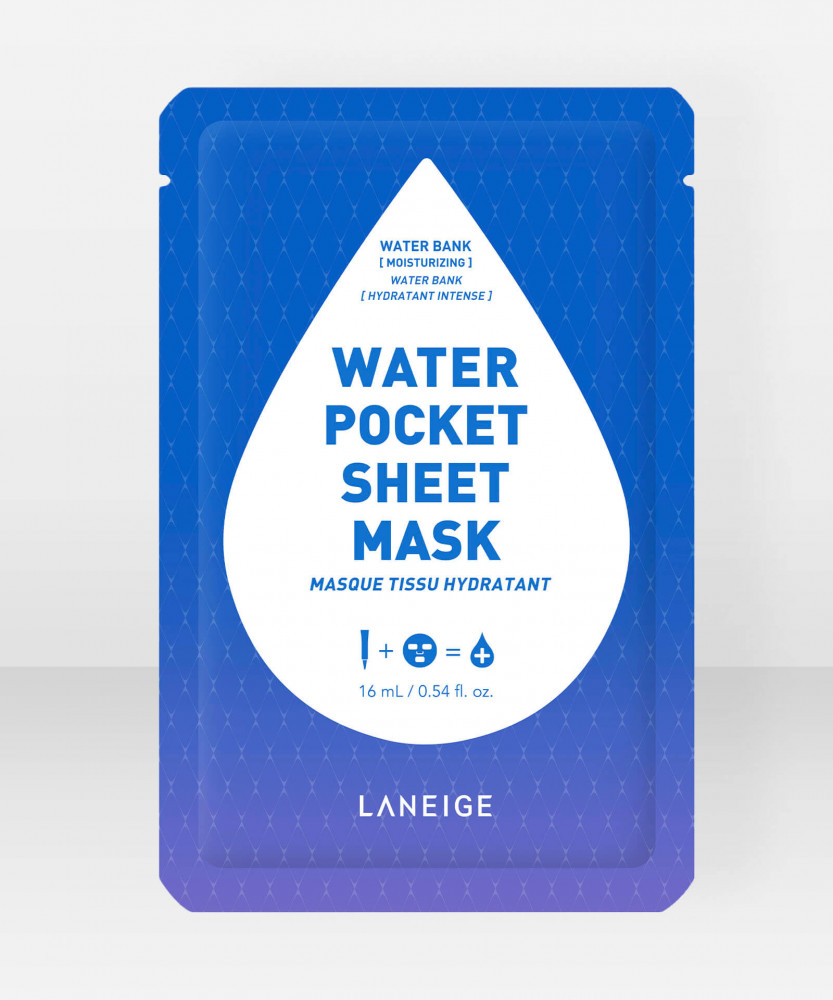 WATER BANK
[ MOISTURIZING ]
WATER BANK
[ HYDRATANT INTENSE ]
WATER
POCKET
SHEET
MASK
MASQUE TISSU HYDRATANT
+ =
16 mL / 0.54 fl. oz.
LANEIGE